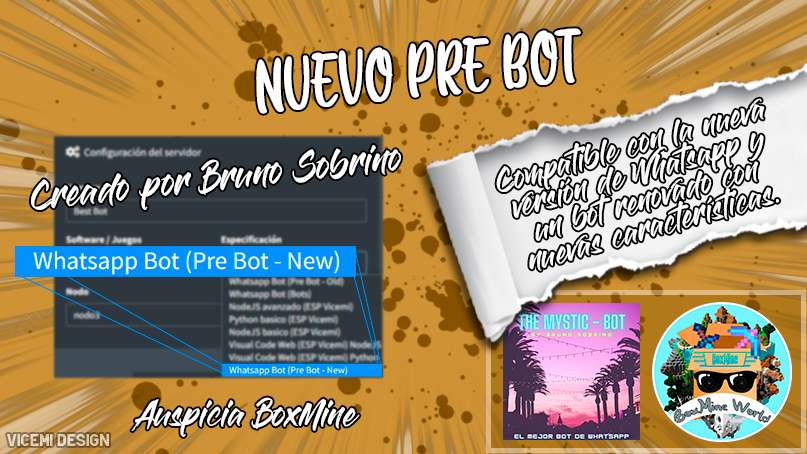 NUEVO PRE BOT
Configuración del servidor
Creado por Bruno Sobrino
Best Bot
Software / Juegos
Especificación
Whatsapp Bot (Pre Bot - New)
Whatsapp Bot (Pre Bot - Old)
Whatsapp Bot (Bots)
NodeJS avanzado (ESP Vicemi)
Python basico (ESP Vicemi)
NodeJS basico (ESP Vicemi)
Visual Code Web (ESP Vicemi) NodeJS
Visual Code Web (ESP Vicemi) Python
Whatsapp Bot (Pre Bot - New)
Nodo
nodo3
Auspicia BoxMine
VICEMI DESIGN
Compatible con la nueva
versión de Whatsapp y
un bot renovado con
nuevas características.
THE MYSTIC - BOT
BY BRUNO SOBRINO
EL MEJOR BOT DE WHATSAPP
BoxMine
BoxMine World